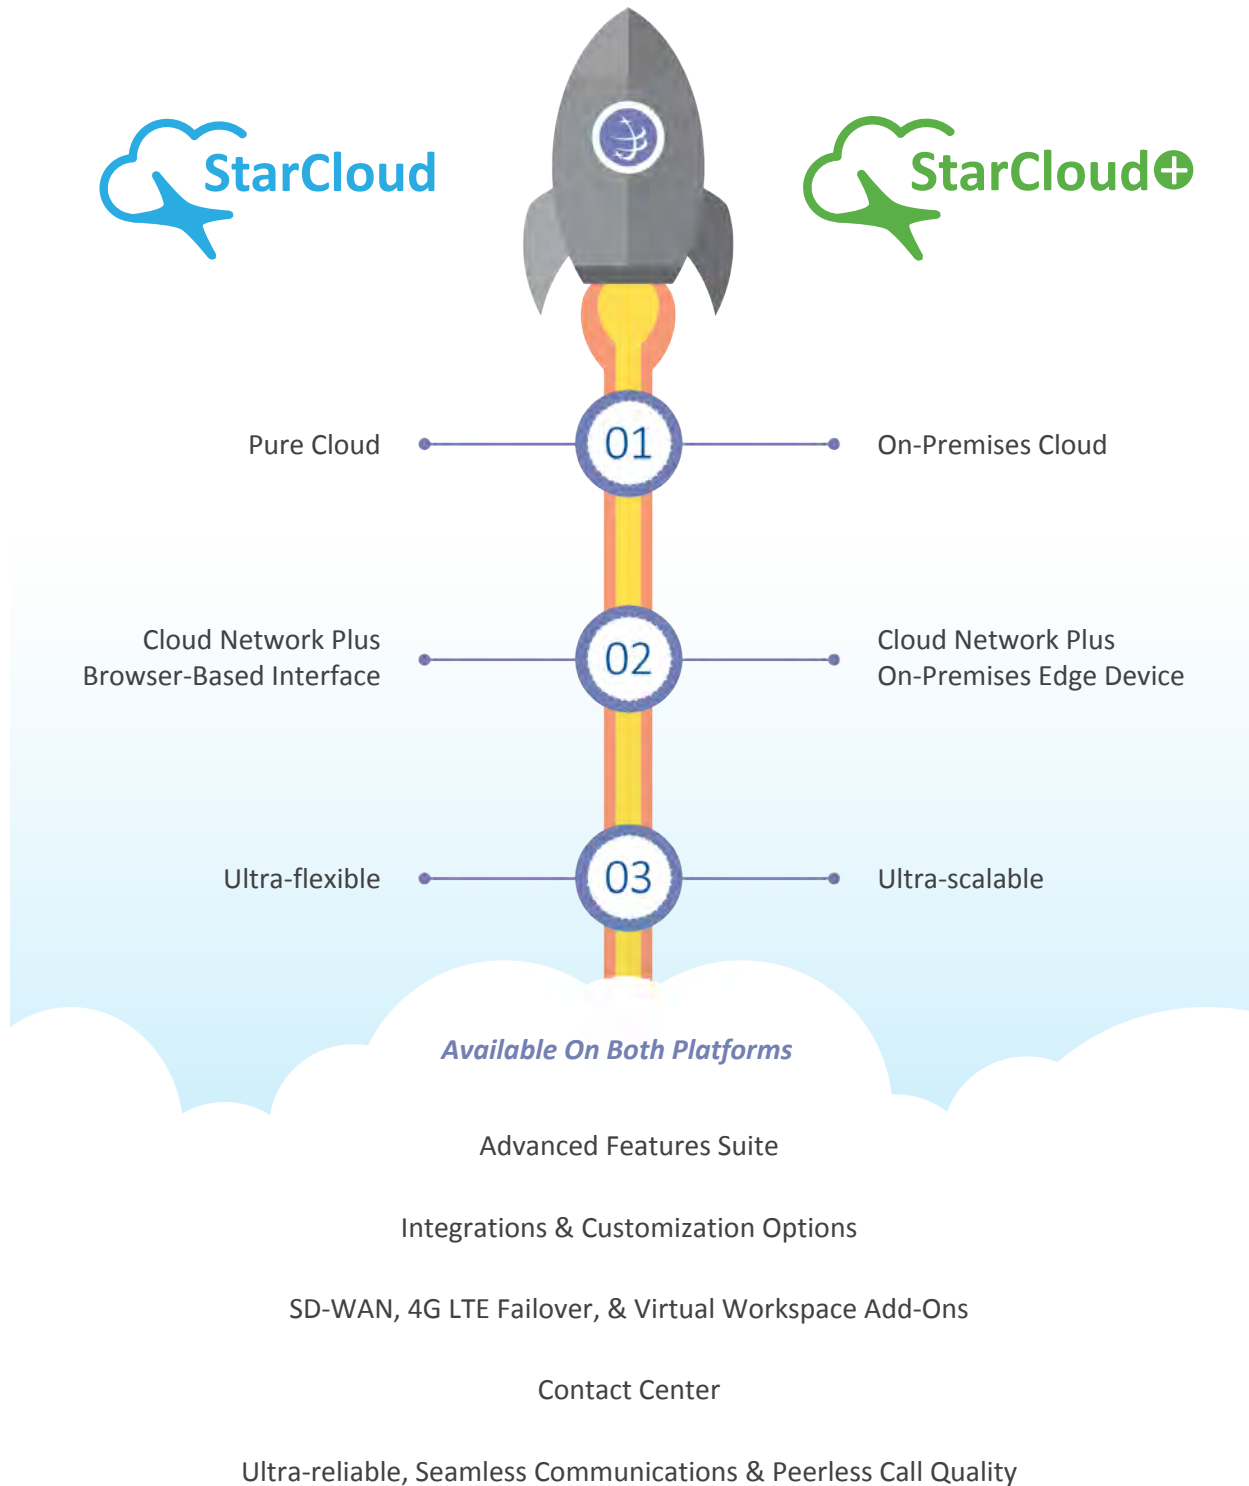 StarCloud
StarCloud+
Pure Cloud
01
On-Premises Cloud
Cloud Network Plus
Browser-Based Interface
02
Cloud Network Plus
On-Premises Edge Device
Ultra-flexible
03
Ultra-scalable
Available On Both Platforms
Advanced Features Suite
Integrations & Customization Options
SD-WAN, 4G LTE Failover, & Virtual Workspace Add-Ons
Contact Center
Ultra-reliable, Seamless Communications & Peerless Call Quality